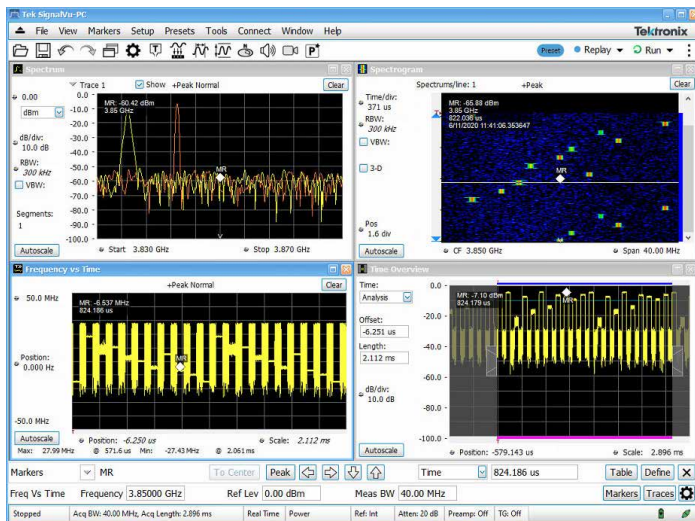 Tek SignalVu-PC
File View Markers Setup Presets Tools Connect Window Help
Tektronix
Preset Replay Run
Spectrum
Trace 1 Show +Peak Normal Clear
0.00
dBm
dB/div:
10.0 dB
RBW:
300 kHz
VBW:
Segments:
1
Autoscale
MR: -60.42 dBm
3.85 GHz
0.0
-10.0
-20.0
-30.0
-40.0
-50.0
-60.0
-70.0
-80.0
-90.0
-100.0
MR
Start 3.830 GHz Stop 3.870 GHz
Spectrogram
Spectrums/line: 1 +Peak Clear
Time/div:
371 us
RBW:
300 kHz
VBW:
3-D
Pos
1.6 div
Autoscale
MR: -65.88 dBm
3.85 GHz
822.036 us
6/11/2020 11:41:06.353647
MR
CF 3.850 GHz Span 40.00 MHz
Frequency vs Time
+Peak Normal Clear
50.0 MHz
MR: -6.537 MHz
824.186 us
MR
Position:
0.000 Hz
-50.0 MHz
Autoscale
Position: -6.250 us Scale: 2.112 ms
Max: 27.99 MHz @ 571.6 us Min: -27.43 MHz @ 2.061 ms
Time Overview
Time:
Analysis
Offset:
-6.251 us
Length:
2.112 ms
dB/div:
10.0 dB
Autoscale
0.0
-20.0
-40.0
-60.0
-80.0
-100.0
MR: -7.10 dBm
824.179 us
MR
Position: -579.143 us Scale: 2.896 ms
Markers MR To Center Peak Time 824.186 us Table Define
Freq Vs Time Frequency 3.85000 GHz Ref Lev 0.00 dBm Meas BW 40.00 MHz Markers Traces
Stopped Acq BW: 40.00 MHz, Acq Length: 2.896 ms Real Time Power Ref: Int Atten: 20 dB Preamp: Off TG: Off